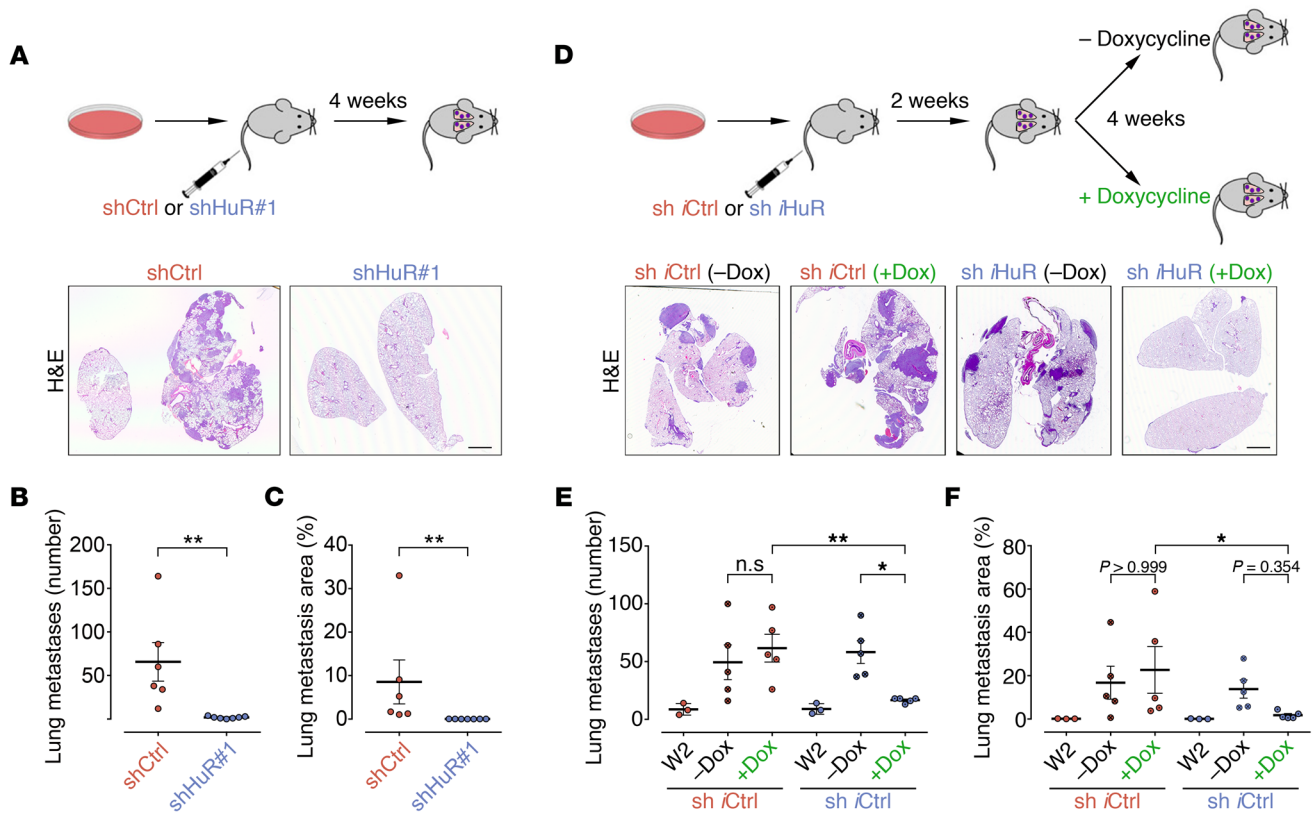 A
4 weeks
shCtrl or shHuR#1
shCtrl
shHuR#1
H&E
D
2 weeks
– Doxycycline
4 weeks
+ Doxycycline
sh iCtrl or sh iHuR
sh iCtrl (–Dox)
sh iCtrl (+Dox)
sh iHuR (–Dox)
sh iHuR (+Dox)
H&E
B
Lung metastases (number)
200
150
100
50
**
shCtrl
shHuR#1
C
Lung metastasis area (%)
40
30
20
10
0
**
shCtrl
shHuR#1
E
Lung metastases (number)
150
100
50
0
n.s
**
*
W2
–Dox
+Dox
W2
–Dox
+Dox
sh iCtrl
sh iCtrl
F
Lung metastasis area (%)
80
60
40
20
0
*
P > 0.999
P = 0.354
W2
–Dox
+Dox
W2
–Dox
+Dox
sh iCtrl
sh iCtrl